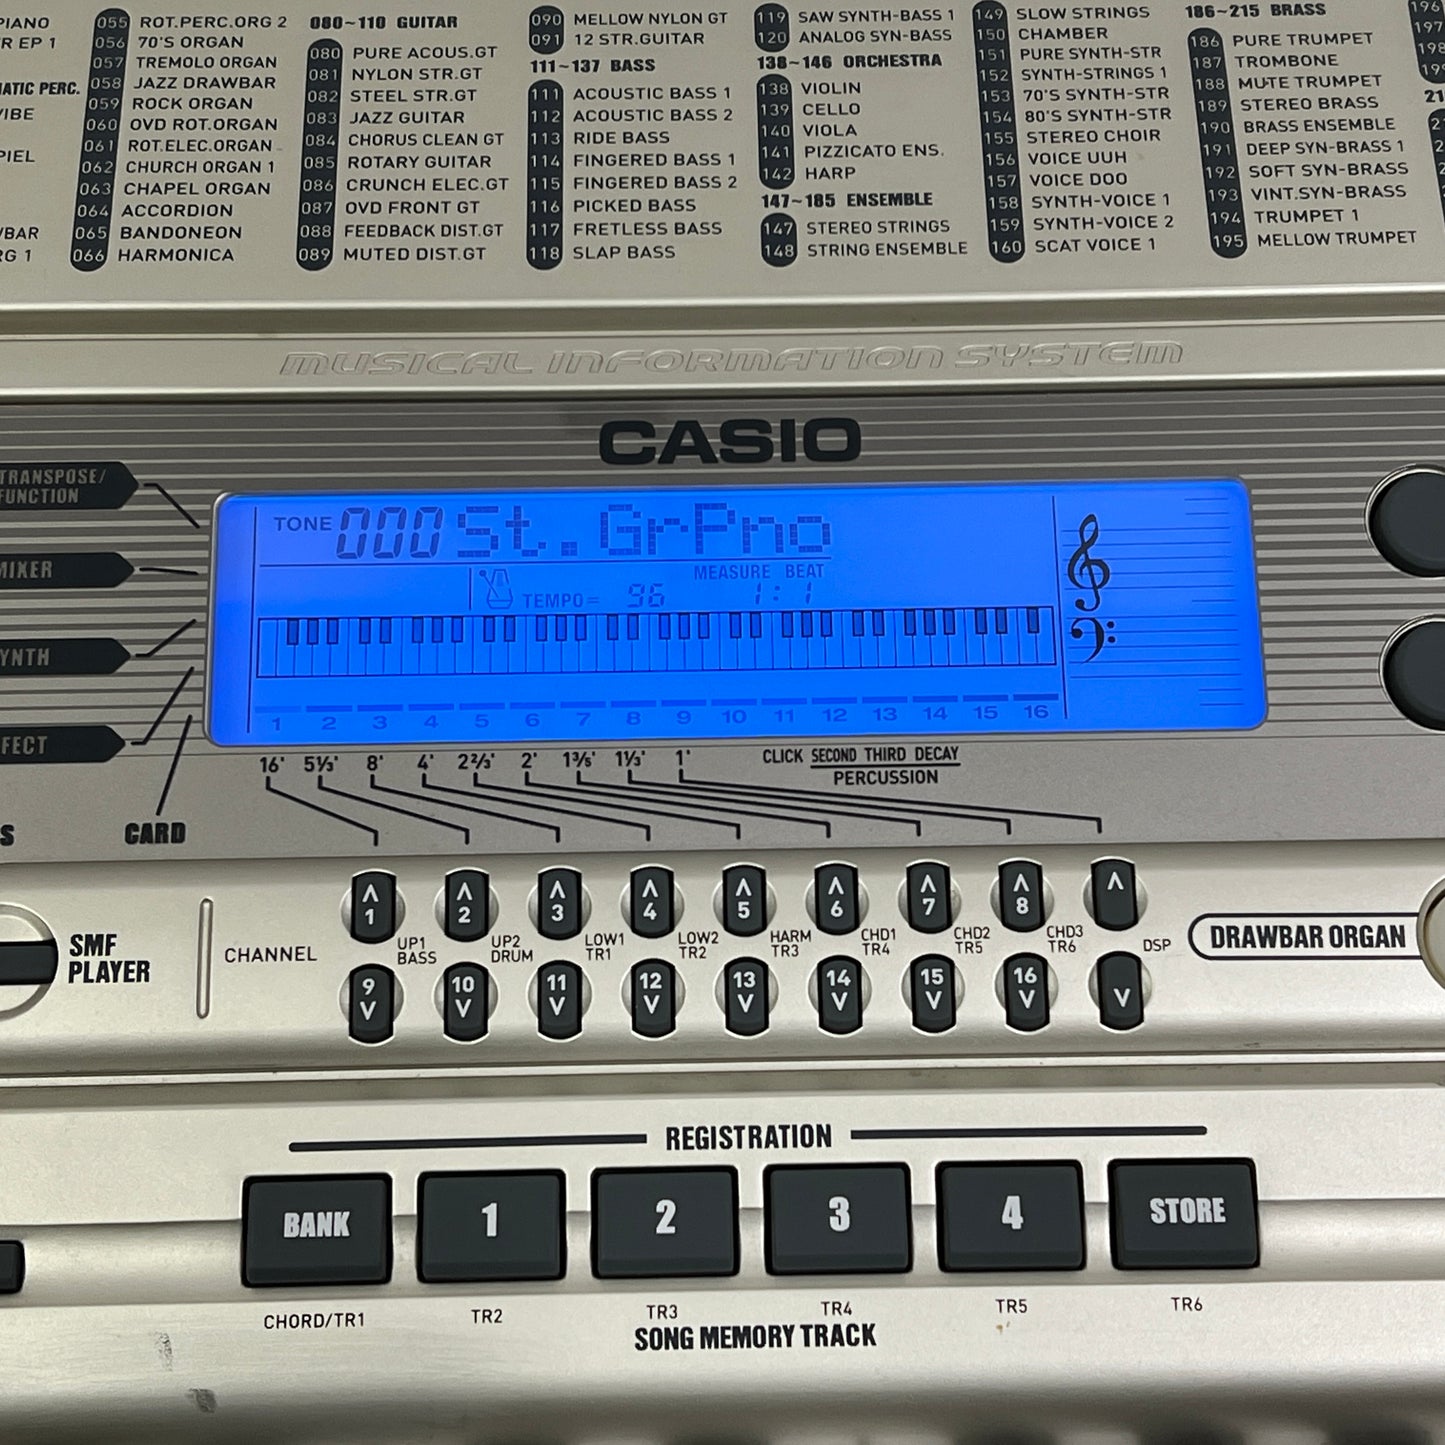 PIANO
R EP 1
ATIC PERC.
VIBE
PIEL
WBAR
RG 1
055 ROT.PERC.ORG 2
056 70'S ORGAN
057 TREMOLO ORGAN
058 JAZZ DRAWBAR
059 ROCK ORGAN
060 OVD ROT.ORGAN
061 ROT.ELEC.ORGAN
062 CHURCH ORGAN 1
063 CHAPEL ORGAN
064 ACCORDION
065 BANDONEON
066 HARMONICA
080~110 GUITAR
080 PURE ACOUS.GT
081 NYLON STR.GT
082 STEEL STR.GT
083 JAZZ GUITAR
084 CHORUS CLEAN GT
085 ROTARY GUITAR
086 CRUNCH ELEC.GT
087 OVD FRONT GT
088 FEEDBACK DIST.GT
089 MUTED DIST.GT
090 MELLOW NYLON GT
091 12 STR.GUITAR
111~137 BASS
111 ACOUSTIC BASS 1
112 ACOUSTIC BASS 2
113 RIDE BASS
114 FINGERED BASS 1
115 FINGERED BASS 2
116 PICKED BASS
117 FRETLESS BASS
118 SLAP BASS
119 SAW SYNTH-BASS 1
120 ANALOG SYN-BASS
138~146 ORCHESTRA
138 VIOLIN
139 CELLO
140 VIOLA
141 PIZZICATO ENS.
142 HARP
147~185 ENSEMBLE
147 STEREO STRINGS
148 STRING ENSEMBLE
149 SLOW STRINGS
150 CHAMBER
151 PURE SYNTH-STR
152 SYNTH-STRINGS 1
153 70'S SYNTH-STR
154 80'S SYNTH-STR
155 STEREO CHOIR
156 VOICE UUH
157 VOICE DOO
158 SYNTH-VOICE 1
159 SYNTH-VOICE 2
160 SCAT VOICE 1
186~215 BRASS
186 PURE TRUMPET
187 TROMBONE
188 MUTE TRUMPET
189 STEREO BRASS
190 BRASS ENSEMBLE
191 DEEP SYN-BRASS 1
192 SOFT SYN-BRASS
193 VINT.SYN-BRASS
194 TRUMPET 1
195 MELLOW TRUMPET
196
197
198
MUSICAL INFORMATION SYSTEM
CASIO
TRANSPOSE/
FUNCTION
MIXER
YNTH
FECT
TONE 000 St.GrPno
MEASURE BEAT
TEMPO= 96 1:1
1 2 3 4 5 6 7 8 9 10 11 12 13 14 15 16
16' 5⅓' 8' 4' 2⅔' 2' 1⅗' 1⅓' 1' CLICK SECOND THIRD DECAY
PERCUSSION
S CARD
SMF
PLAYER
CHANNEL
1 2 3 4 5 6 7 8
UP1 UP2 LOW1 LOW2 HARM CHD1 CHD2 CHD3 DSP
BASS DRUM TR1 TR2 TR3 TR4 TR5 TR6
9 10 11 12 13 14 15 16
DRAWBAR ORGAN
REGISTRATION
BANK 1 2 3 4 STORE
CHORD/TR1 TR2 TR3 TR4 TR5 TR6
SONG MEMORY TRACK